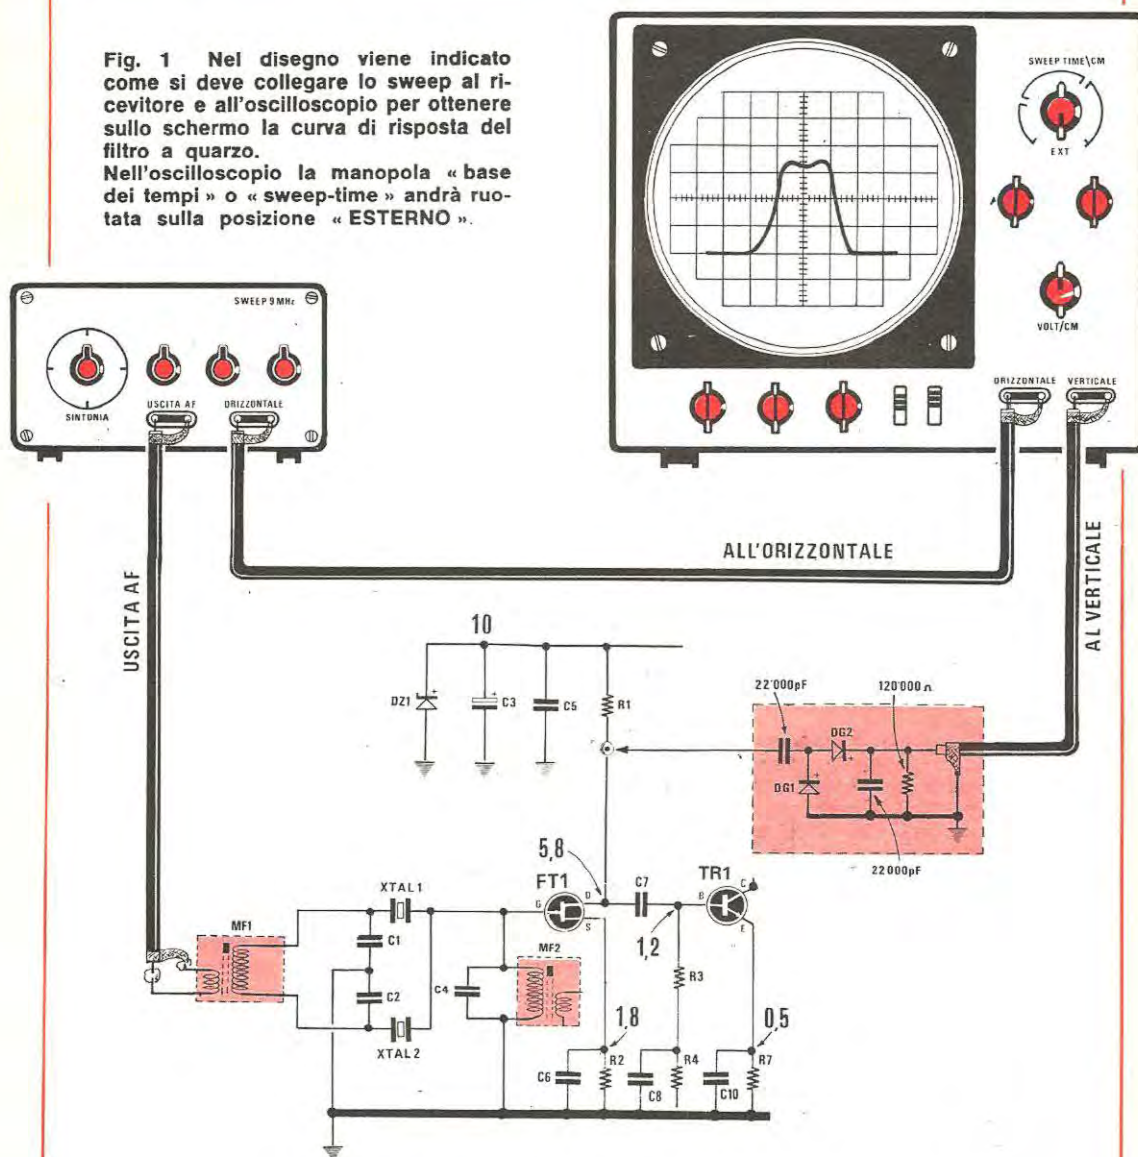 Fig. 1 Nel disegno viene indicato
come si deve collegare lo sweep al ri-
cevitore e all'oscilloscopio per ottenere
sullo schermo la curva di risposta del
filtro a quarzo.
Nell'oscilloscopio la manopola « base
dei tempi » o « sweep-time » andrà ruo-
tata sulla posizione « ESTERNO ».
SWEEP TIME\CM
EXT
VOLT/CM
ORIZZONTALE
VERTICALE
SWEEP 9 MHz
SINTONIA
USCITA AF
ORIZZONTALE
USCITA AF
ALL'ORIZZONTALE
AL VERTICALE
10
DZ1
C3
C5
R1
22'000pF
120'000 Ω
DG2
DG1
22000pF
5,8
FT1
G
D
S
C7
TR1
B
C
E
1,2
XTAL1
MF1
C1
C2
C4
MF2
XTAL2
R3
1,8
0,5
C6
R2
C8
R4
C10
R7